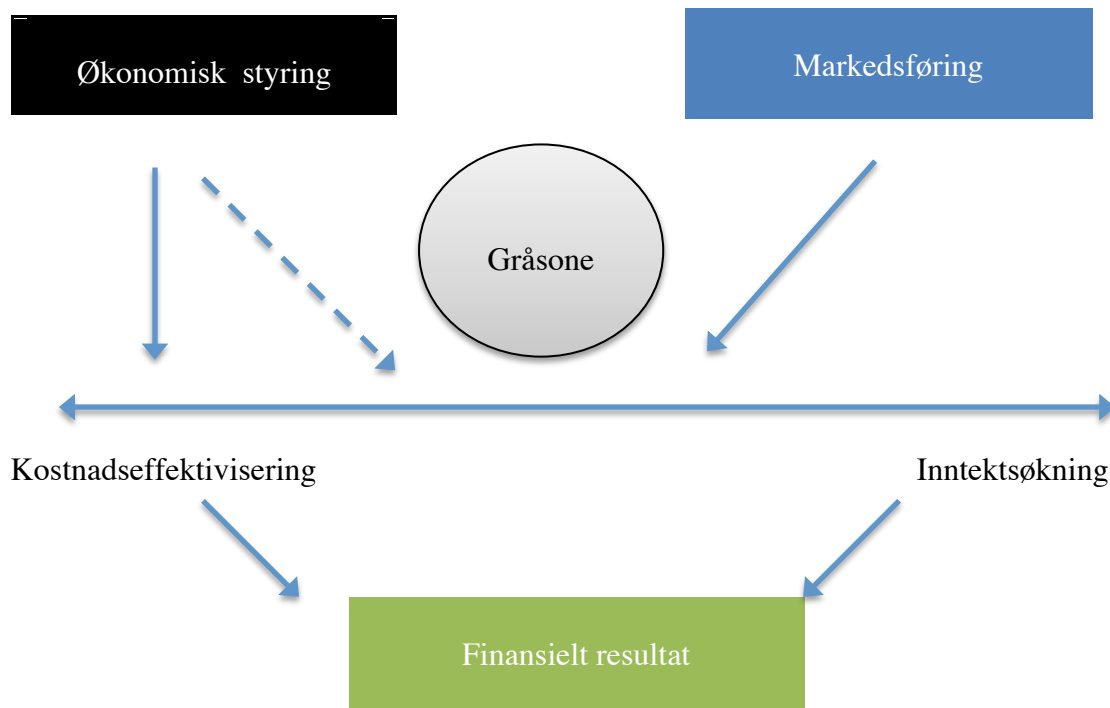 Økonomisk styring
Markedsføring
Gråsone
Kostnadseffektivisering
Inntektsøkning
Finansielt resultat